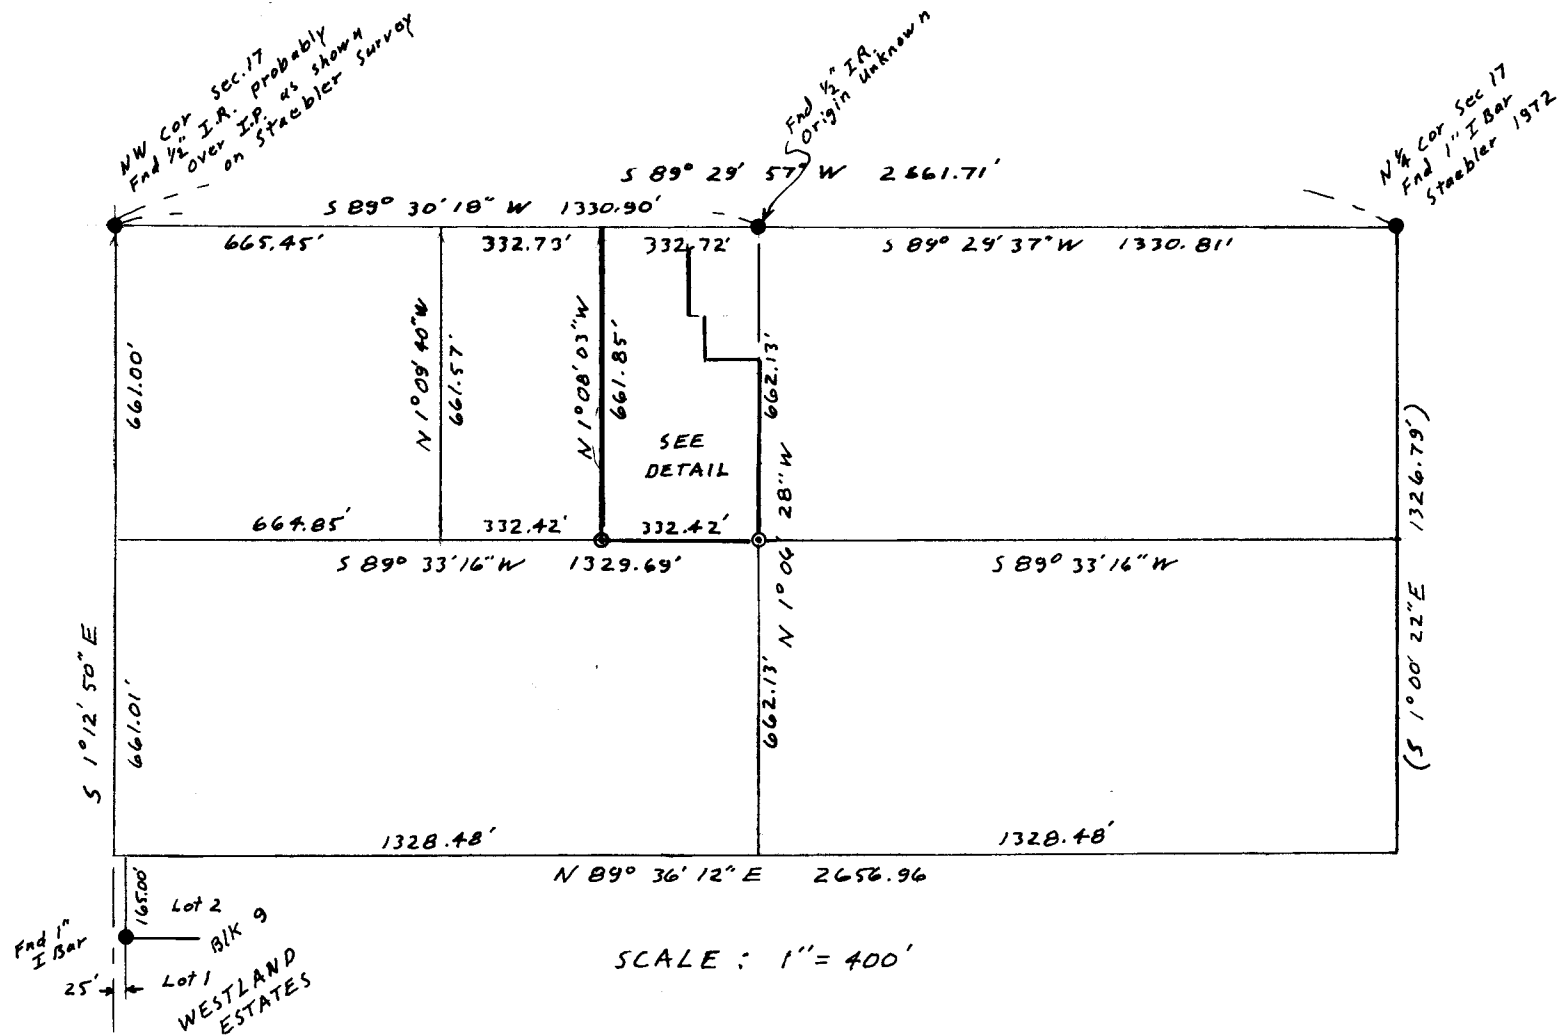 NW Cor Sec. 17
Fnd 1/2" I.R. probably
over I.P. as shown
on Staebler Survey
Fnd 1/2" I.R.
Origin Unknown
N 1/4 Cor Sec 17
Fnd 1" I Bar
Staebler 1972
S 89° 29' 57" W 2661.71'
S 89° 30' 18" W 1330.90'
665.45'
332.73'
332.72'
S 89° 29' 37" W 1330.81'
661.00'
N 1° 09' 40" W
661.57'
N 1° 08' 03" W
661.85'
662.13'
SEE
DETAIL
N 1° 06' 28" W
(S 1° 00' 22" E 1326.79')
664.85'
332.42'
332.42'
S 89° 33' 16" W 1329.69'
S 89° 33' 16" W
S 1° 12' 50" E
661.01'
662.13'
1328.48'
1328.48'
N 89° 36' 12" E 2656.96
165.00'
Lot 2
Blk 9
Fnd 1"
I Bar
25'
Lot 1
WESTLAND
ESTATES
SCALE : 1" = 400'